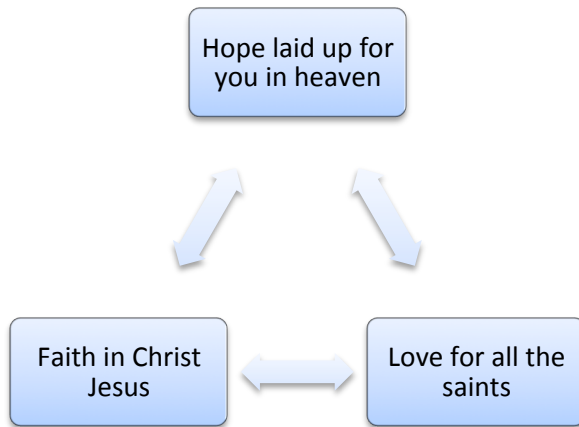 Hope laid up for
you in heaven
Faith in Christ
Jesus
Love for all the
saints